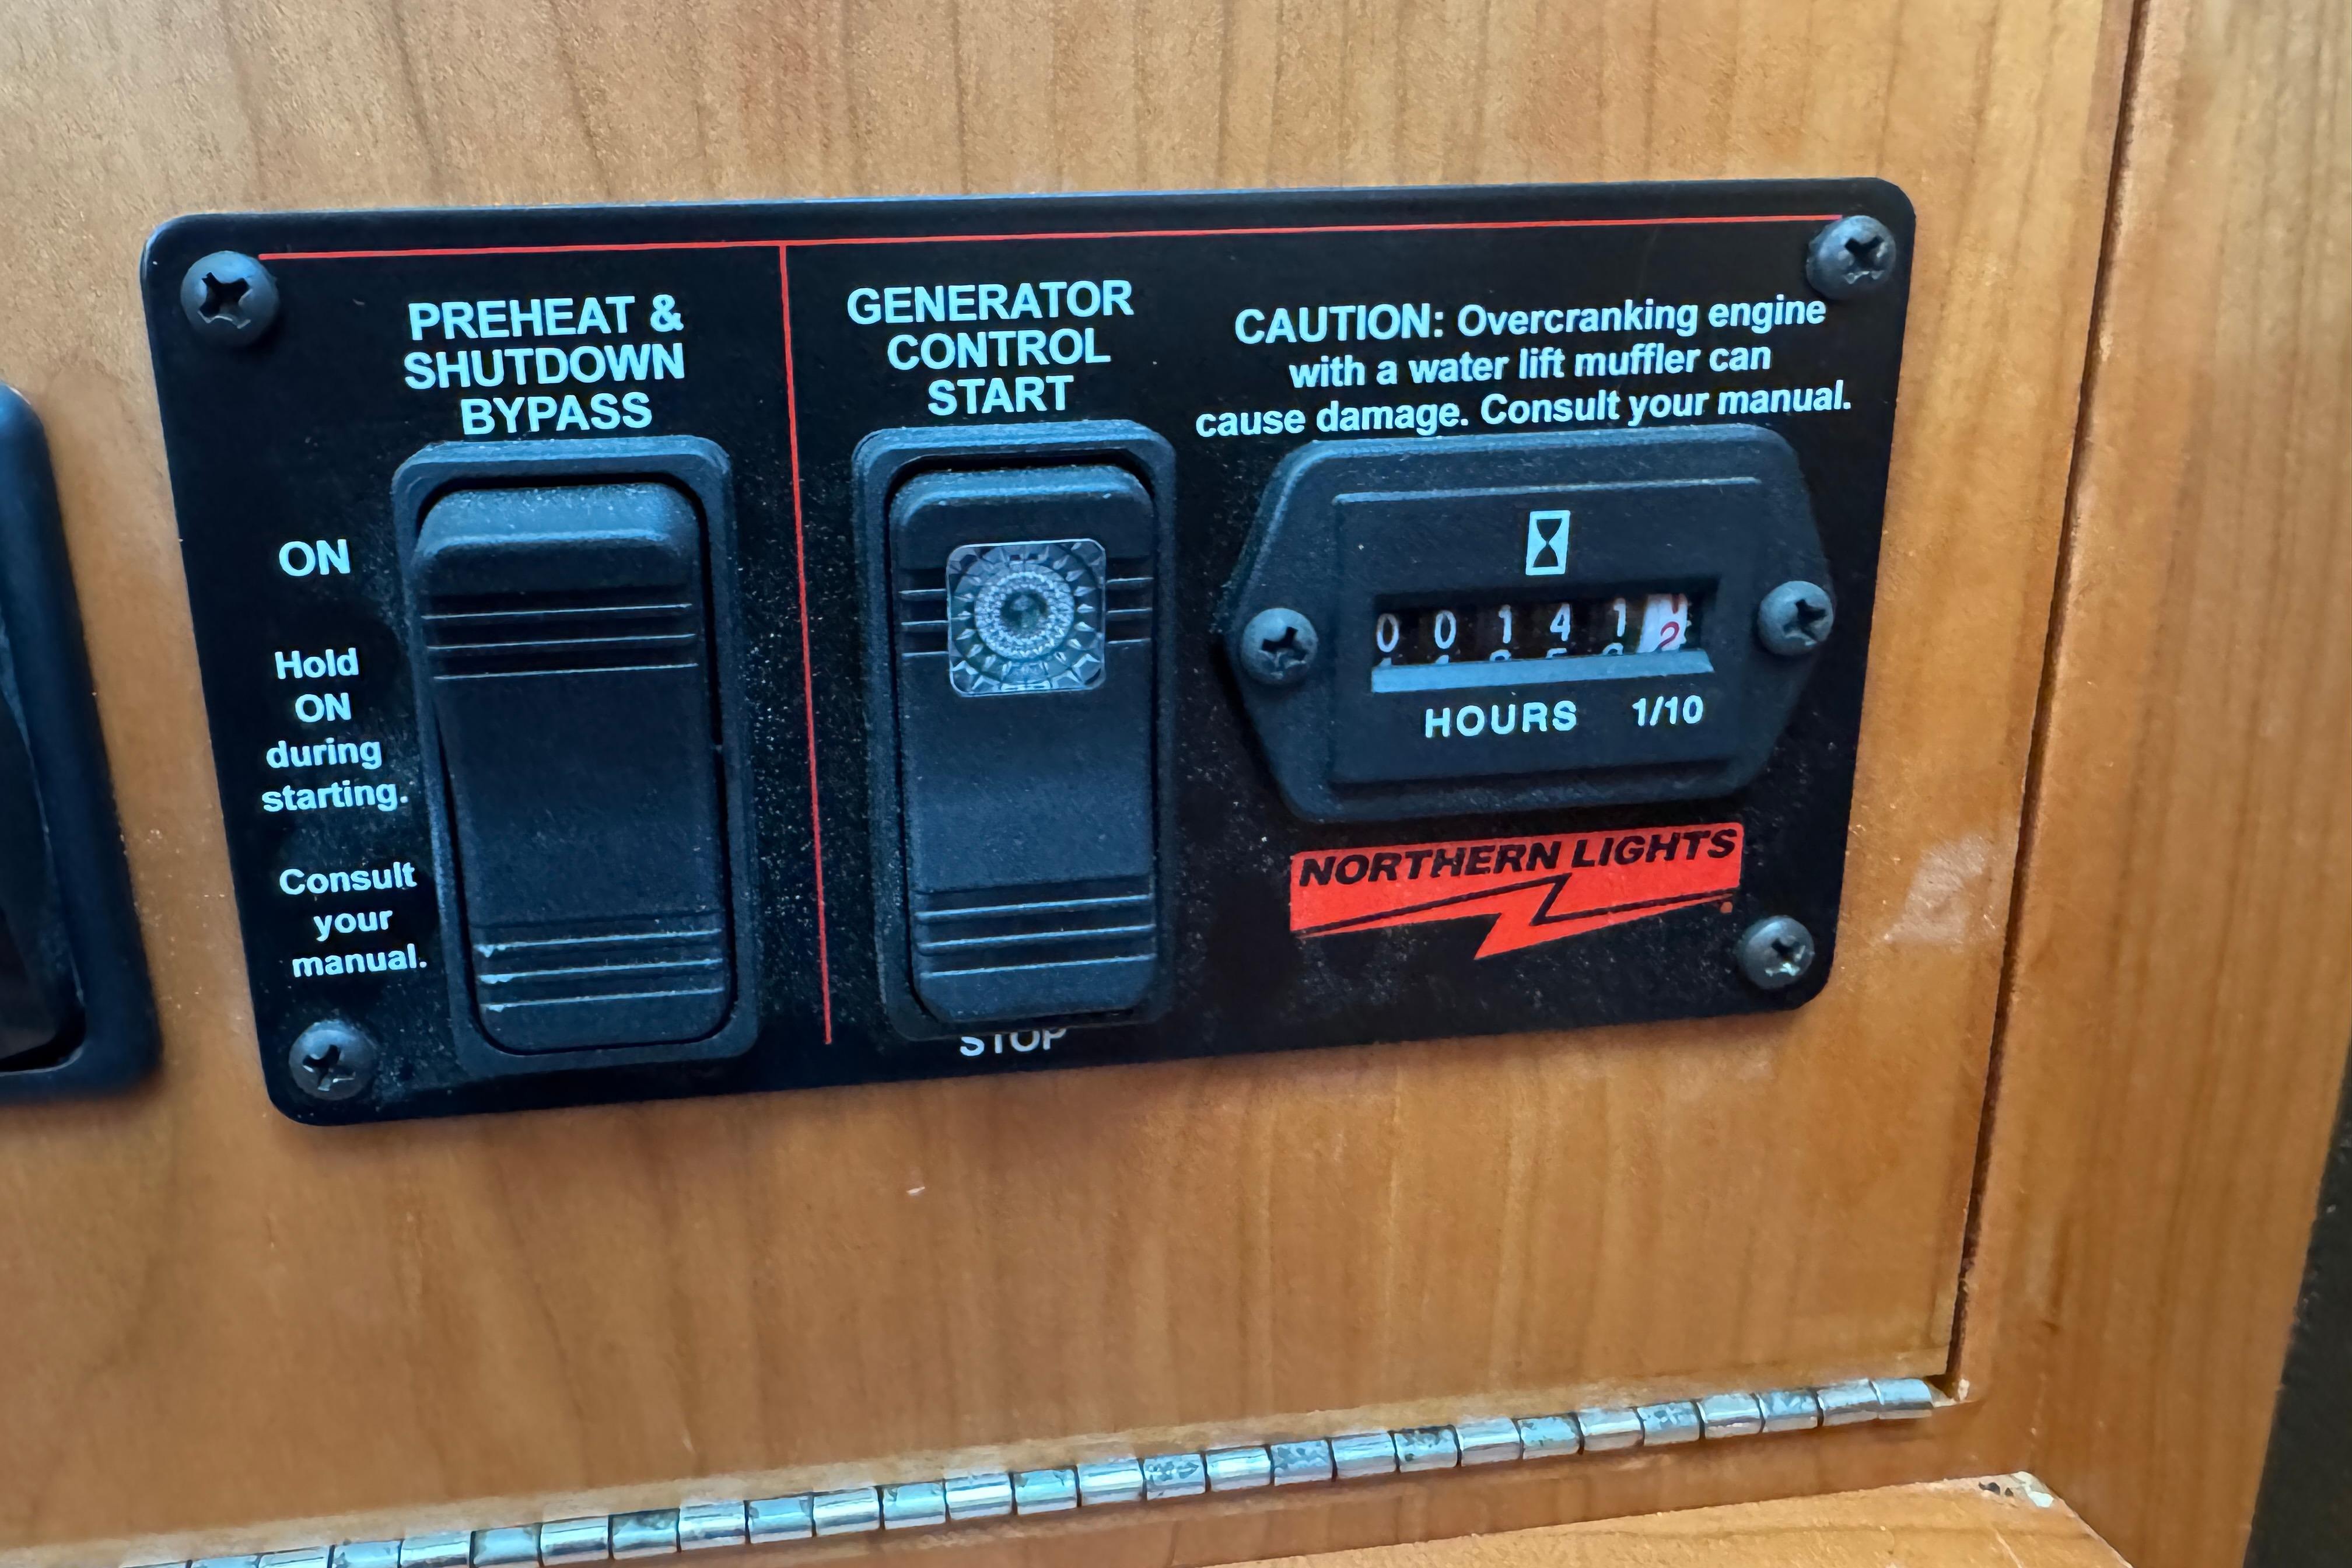 PREHEAT &
SHUTDOWN
BYPASS
ON
Hold
ON
during
starting.
Consult
your
manual.
GENERATOR
CONTROL
START
STOP
CAUTION: Overcranking engine
with a water lift muffler can
cause damage. Consult your manual.
0 0 1 4 1 2
HOURS 1/10
NORTHERN LIGHTS